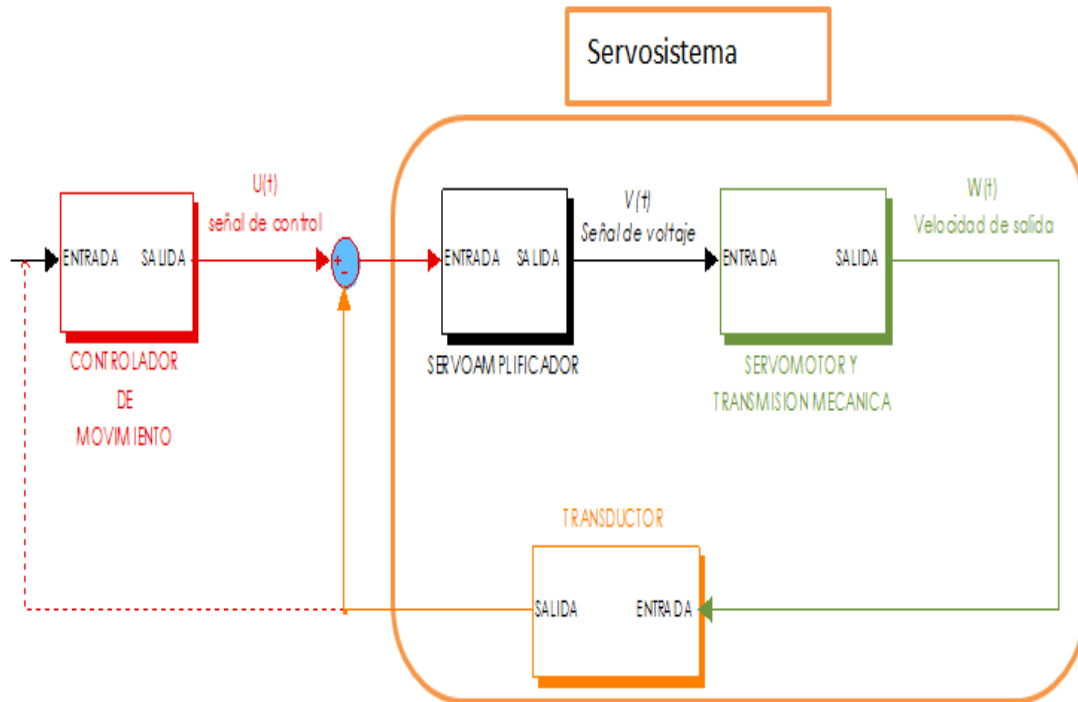 Servosistema
U(t)
señal de control
V(t)
Señal de voltaje
W(t)
Velocidad de salida
ENTRADA SALIDA
+
-
ENTRADA SALIDA
ENTRADA SALIDA
CONTROLADOR
DE
MOVIMIENTO
SERVOAMPLIFICADOR
SERVOMOTOR Y
TRANSMISION MECANICA
TRANSDUCTOR
SALIDA ENTRADA